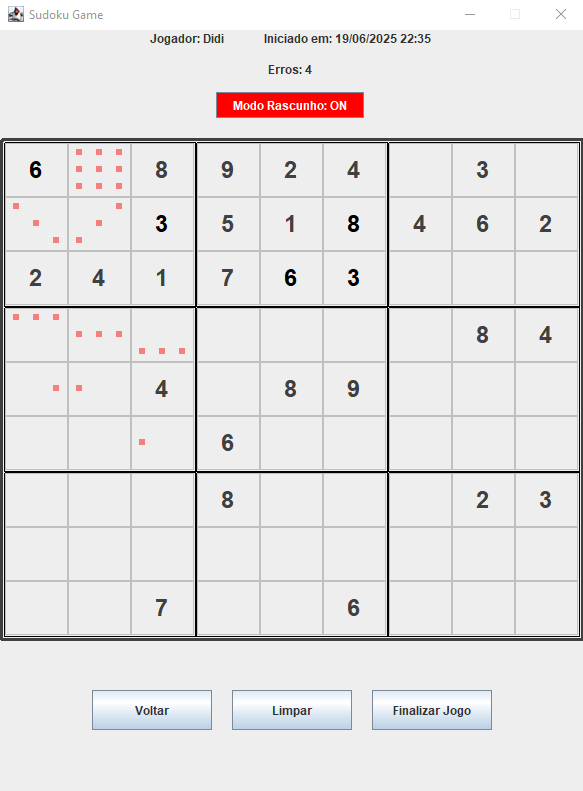 Sudoku Game
Jogador: Didi Iniciado em: 19/06/2025 22:35
Erros: 4
Modo Rascunho: ON
6 8 9 2 4 3
3 5 1 8 4 6 2
2 4 1 7 6 3
8 4
4 8 9
6
8 2 3
7 6
Voltar Limpar Finalizar Jogo